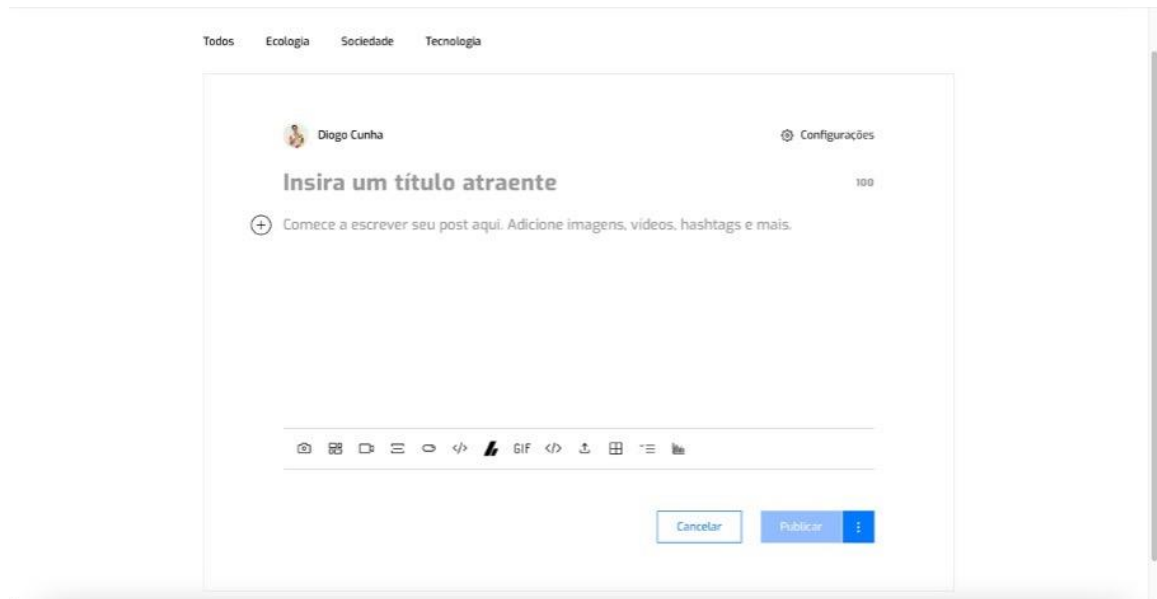 Todos Ecologia Sociedade Tecnologia
Diogo Cunha Configurações
Insira um título atraente 100
Comece a escrever seu post aqui. Adicione imagens, vídeos, hashtags e mais.
GIF
Cancelar Publicar